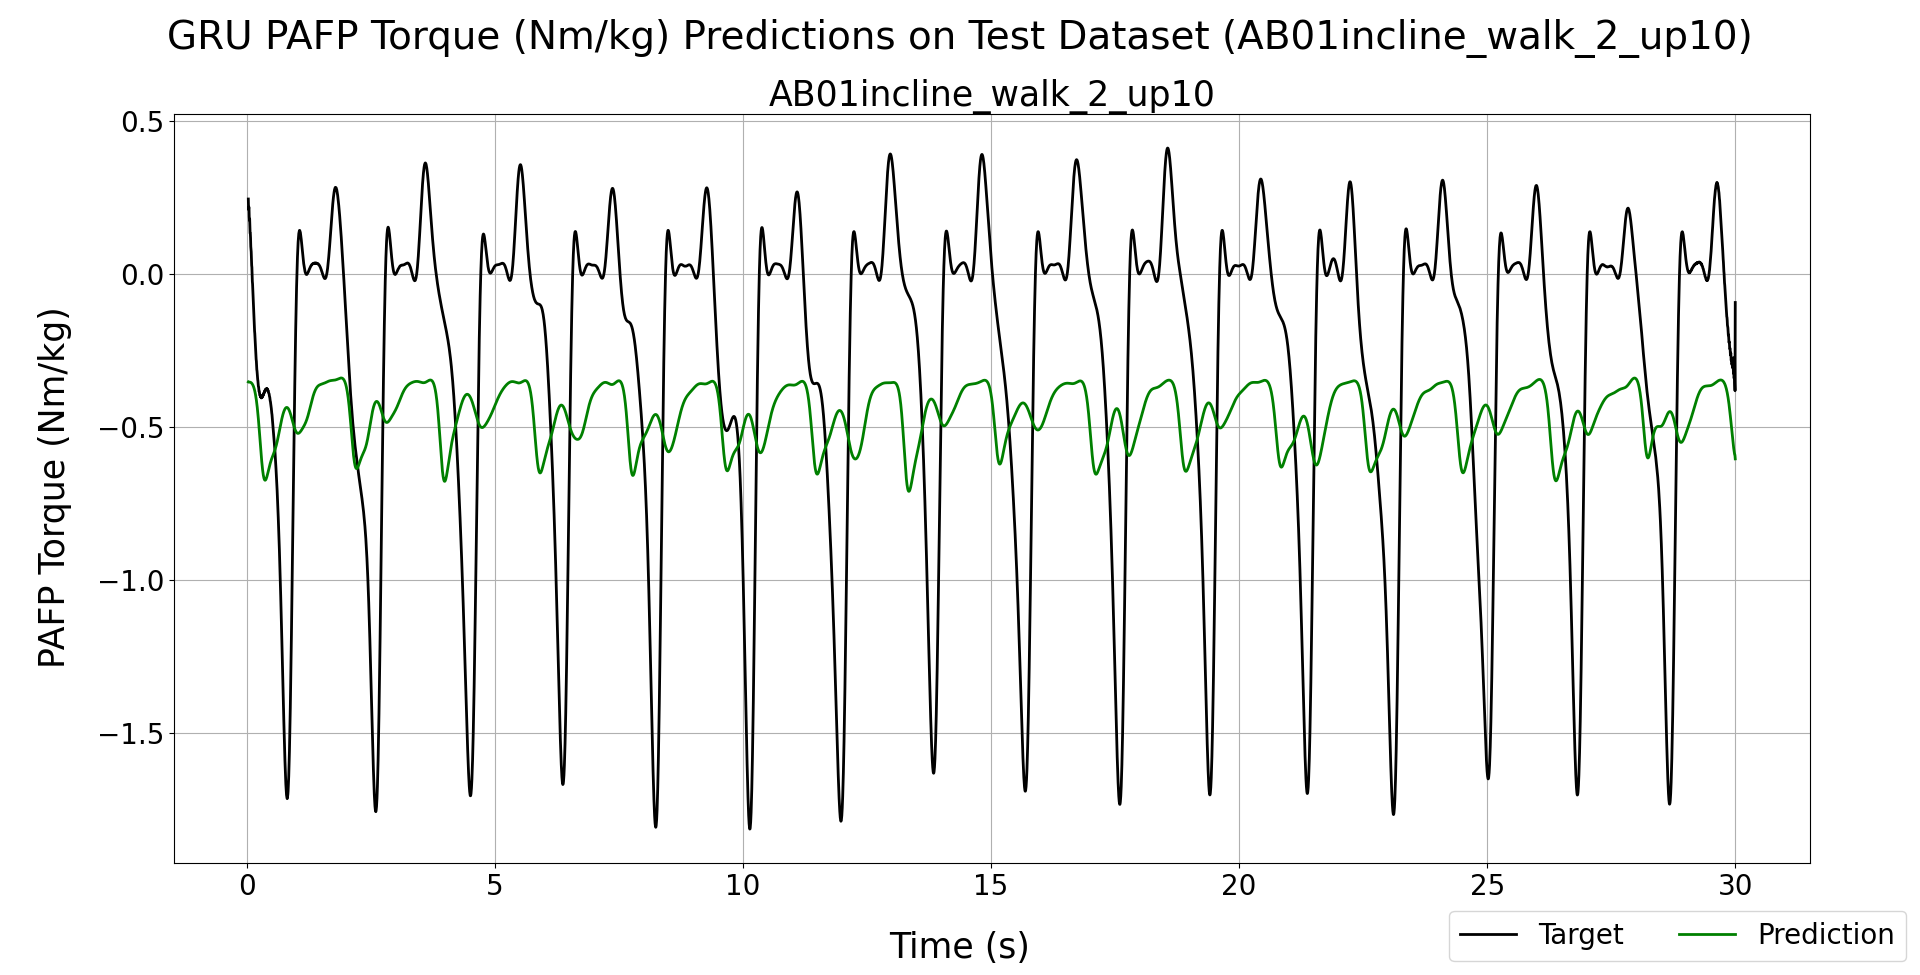 GRU PAFP Torque (Nm/kg) Predictions on Test Dataset (AB01incline_walk_2_up10)
AB01incline_walk_2_up10
PAFP Torque (Nm/kg)
0.5
0.0
−0.5
−1.0
−1.5
0 5 10 15 20 25 30
Time (s)
Target Prediction